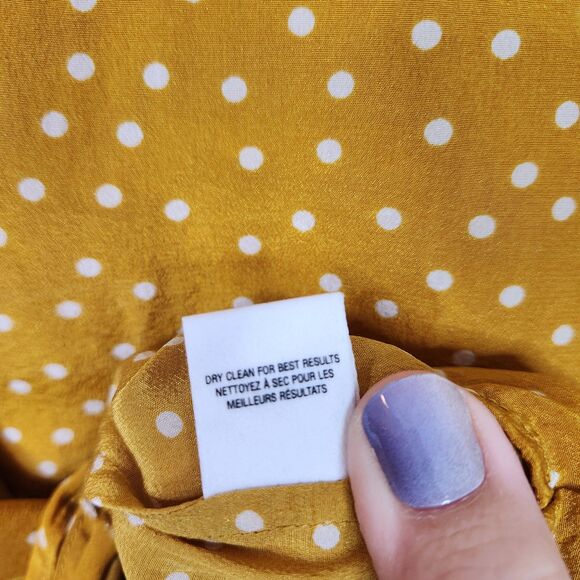 DRY CLEAN FOR BEST RESULTS
NETTOYEZ À SEC POUR LES
MEILLEURS RÉSULTATS